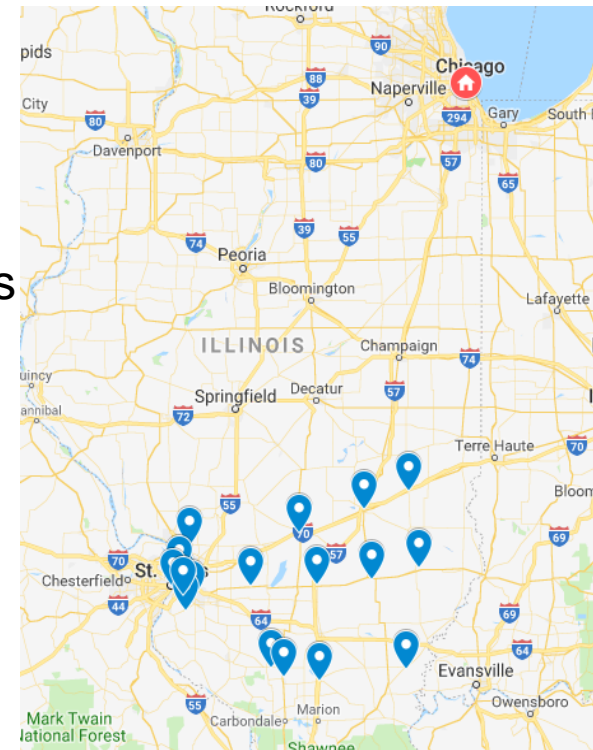 Rockford
90
pids
Chicago
88
Naperville
39
City
294
Gary
South
80
Davenport
57
80
65
39
55
74
Peoria
s
Bloomington
Lafayette
ILLINOIS
Champaign
74
uincy
57
Decatur
Springfield
annibal
72
Terre Haute
70
55
Bloom
70
69
57
70
St.
s
Chesterfield
44
64
69
64
Evansville
55
Marion
Owensboro
Mark Twain
National Forest
Carbondale
Shawnee